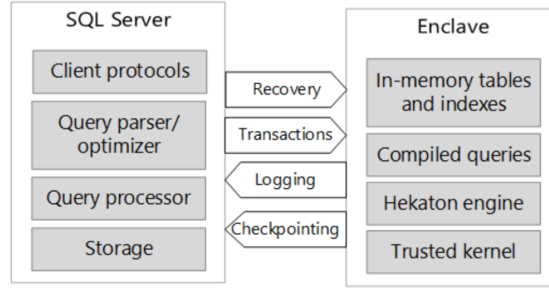 SQL Server
Client protocols
Query parser/
optimizer
Query processor
Storage
Recovery
Transactions
Logging
Checkpointing
Enclave
In-memory tables
and indexes
Compiled queries
Hekaton engine
Trusted kernel